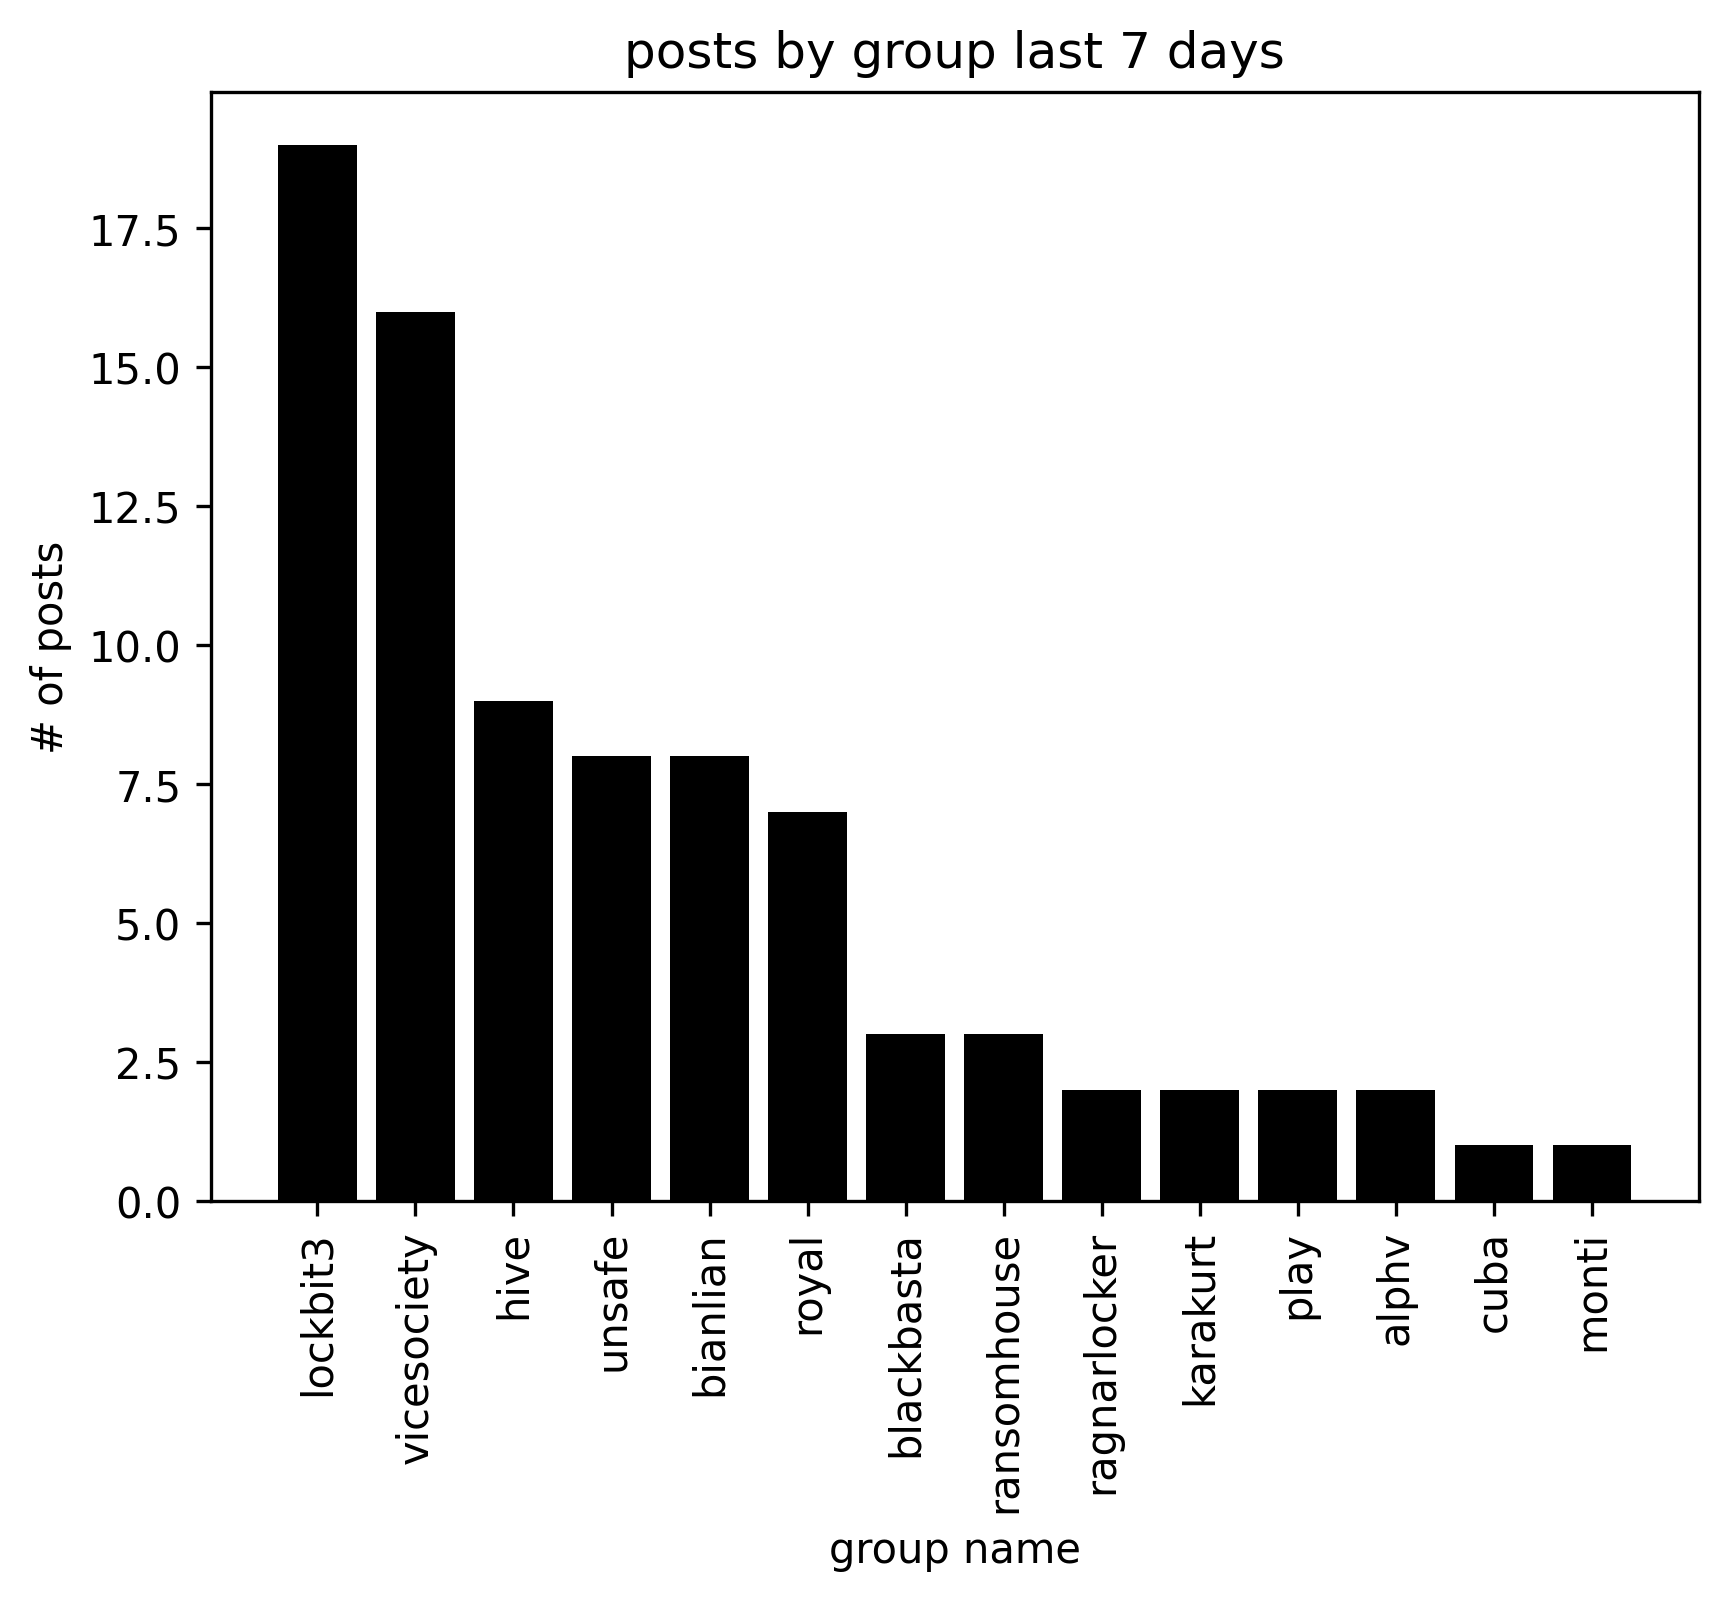 posts by group last 7 days
# of posts
17.5
15.0
12.5
10.0
7.5
5.0
2.5
0.0
lockbit3
vicesociety
hive
unsafe
bianlian
royal
blackbasta
ransomhouse
ragnarlocker
karakurt
play
alphv
cuba
monti
group name